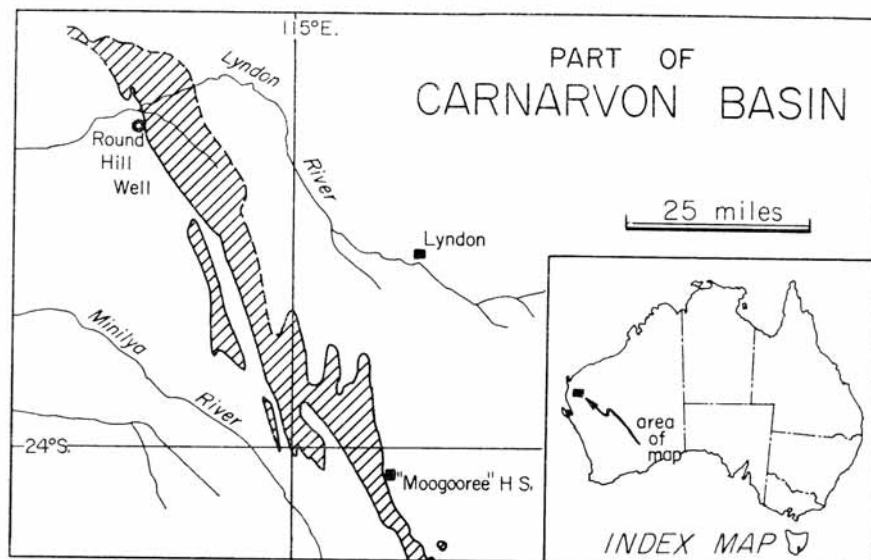 115°E.
PART OF
CARNARVON BASIN
Lyndon
River
Round
Hill
Well
25 miles
Lyndon
Minilya
River
24°S.
"Moogooree" H S.
area
of
map
INDEX MAP